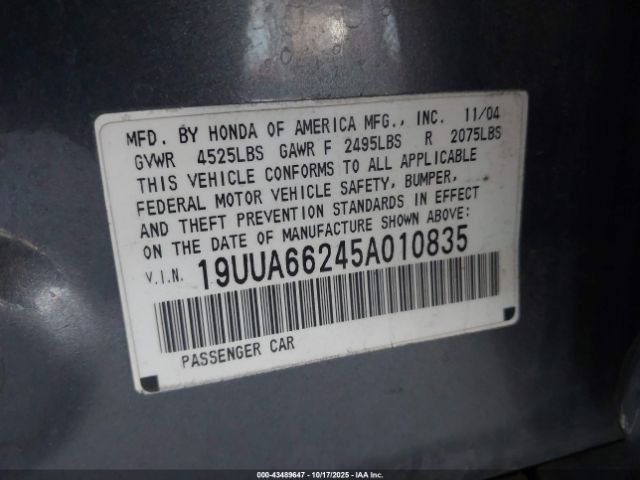 MFD. BY HONDA OF AMERICA MFG., INC. 11/04
GVWR 4525LBS GAWR F 2495LBS R 2075LBS
THIS VEHICLE CONFORMS TO ALL APPLICABLE
FEDERAL MOTOR VEHICLE SAFETY, BUMPER,
AND THEFT PREVENTION STANDARDS IN EFFECT
ON THE DATE OF MANUFACTURE SHOWN ABOVE:
V.I.N. 19UUA66245A010835
PASSENGER CAR
000-43489647 - 10/17/2025 - IAAI.COM